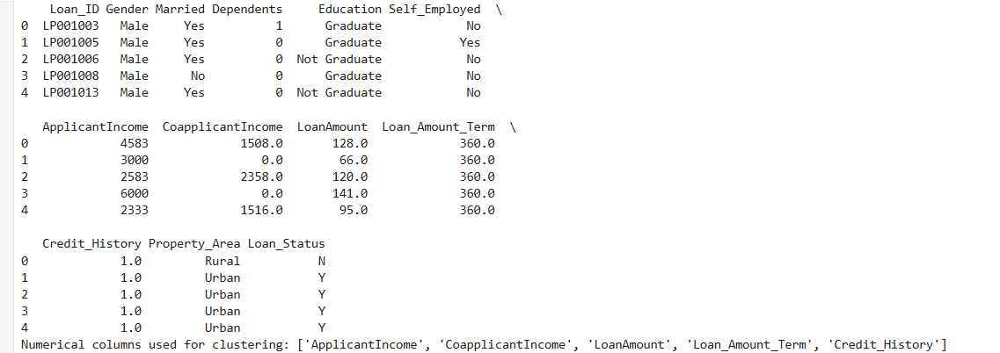 Loan_ID Gender Married Dependents     Education Self_Employed  \
0  LP001003   Male     Yes          1      Graduate            No
1  LP001005   Male     Yes          0      Graduate           Yes
2  LP001006   Male     Yes          0  Not Graduate            No
3  LP001008   Male      No          0      Graduate            No
4  LP001013   Male     Yes          0  Not Graduate            No
   ApplicantIncome  CoapplicantIncome  LoanAmount  Loan_Amount_Term  \
0             4583             1508.0       128.0             360.0
1             3000                0.0        66.0             360.0
2             2583             2358.0       120.0             360.0
3             6000                0.0       141.0             360.0
4             2333             1516.0        95.0             360.0
   Credit_History Property_Area Loan_Status
0             1.0         Rural           N
1             1.0         Urban           Y
2             1.0         Urban           Y
3             1.0         Urban           Y
4             1.0         Urban           Y
Numerical columns used for clustering: ['ApplicantIncome', 'CoapplicantIncome', 'LoanAmount', 'Loan_Amount_Term', 'Credit_History']